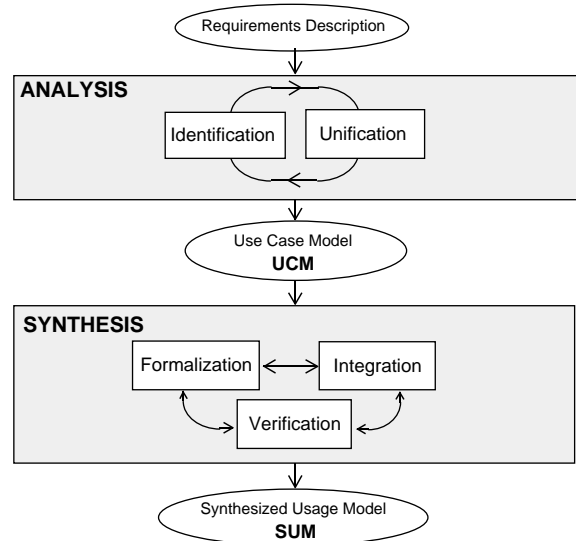 Requirements Description
ANALYSIS
Identification
Unification
Use Case Model
UCM
SYNTHESIS
Formalization
Integration
Verification
Synthesized Usage Model
SUM